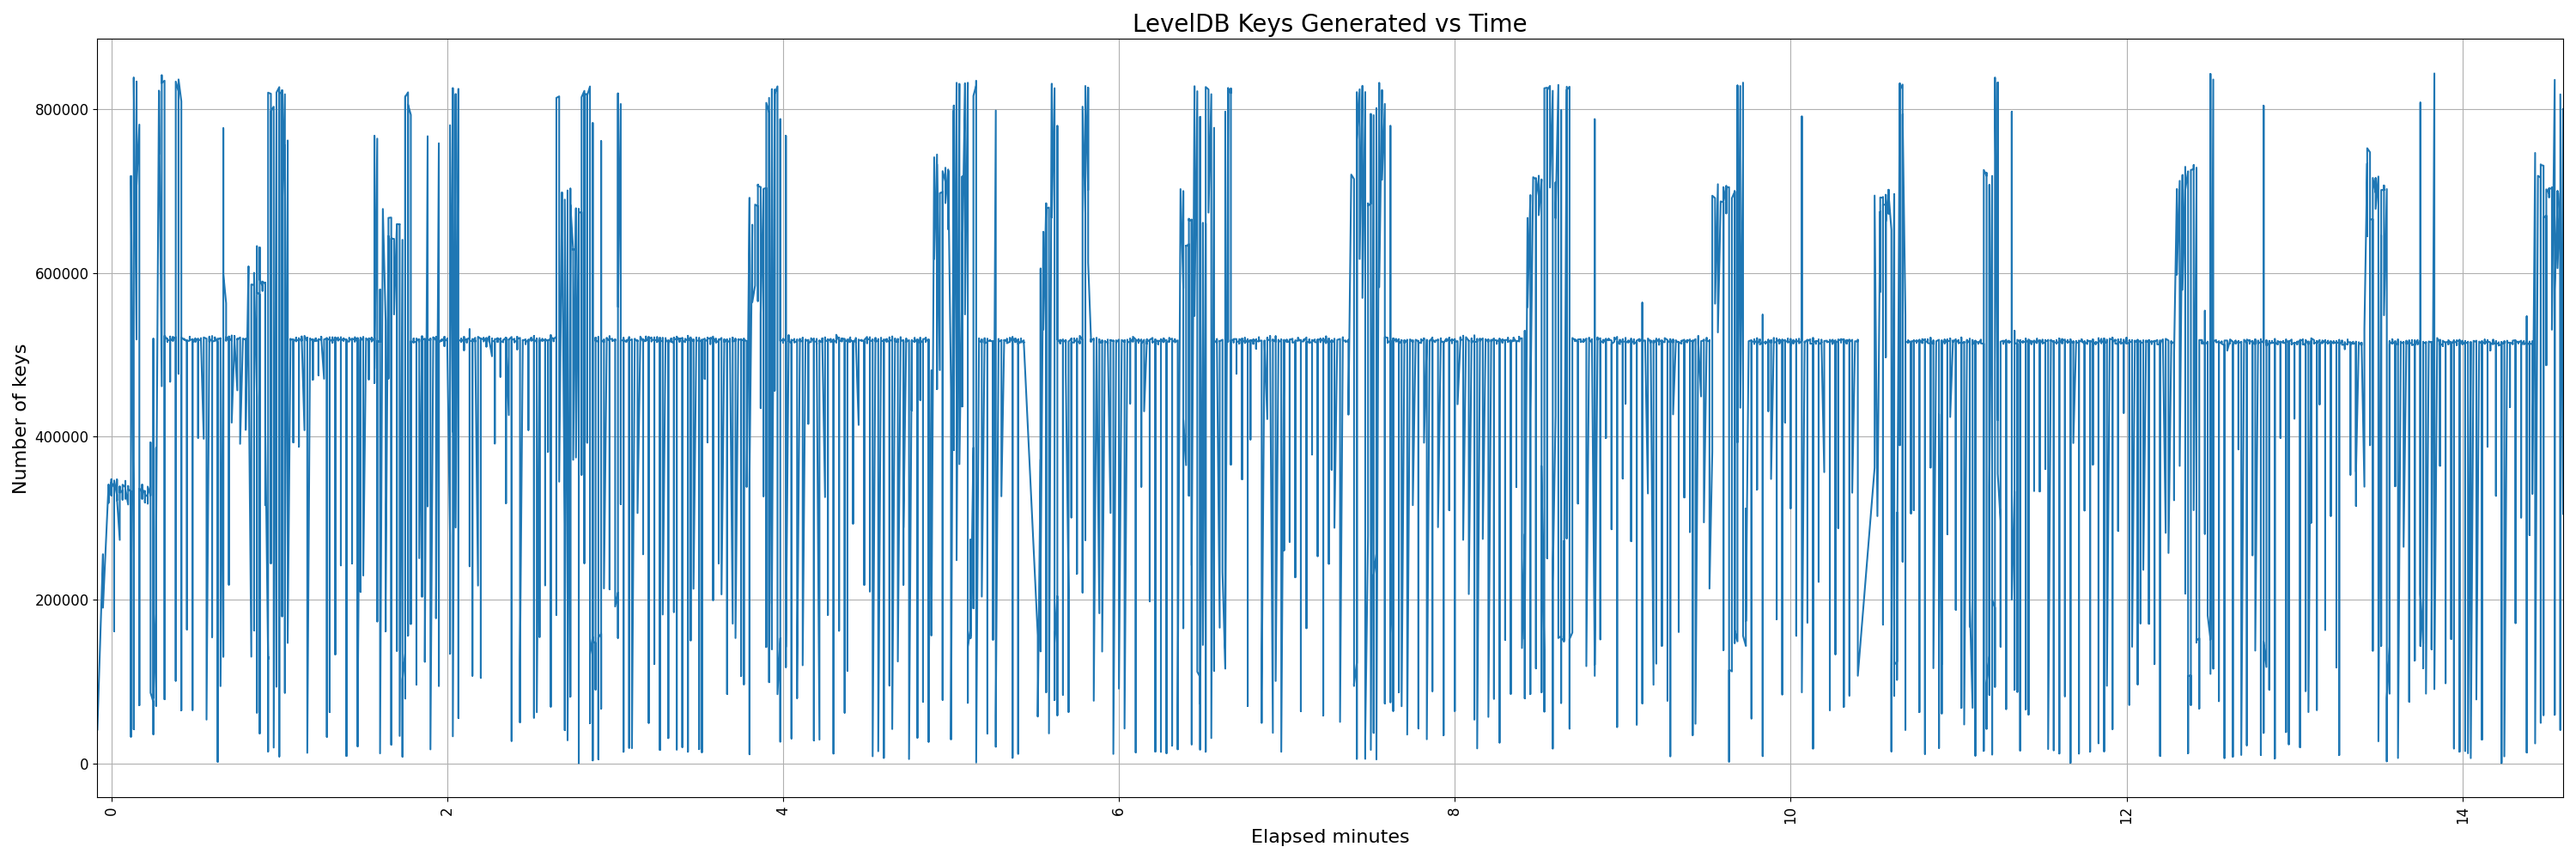 LevelDB Keys Generated vs Time
Number of keys
800000
600000
400000
200000
0
0 2 4 6 8 10 12 14
Elapsed minutes